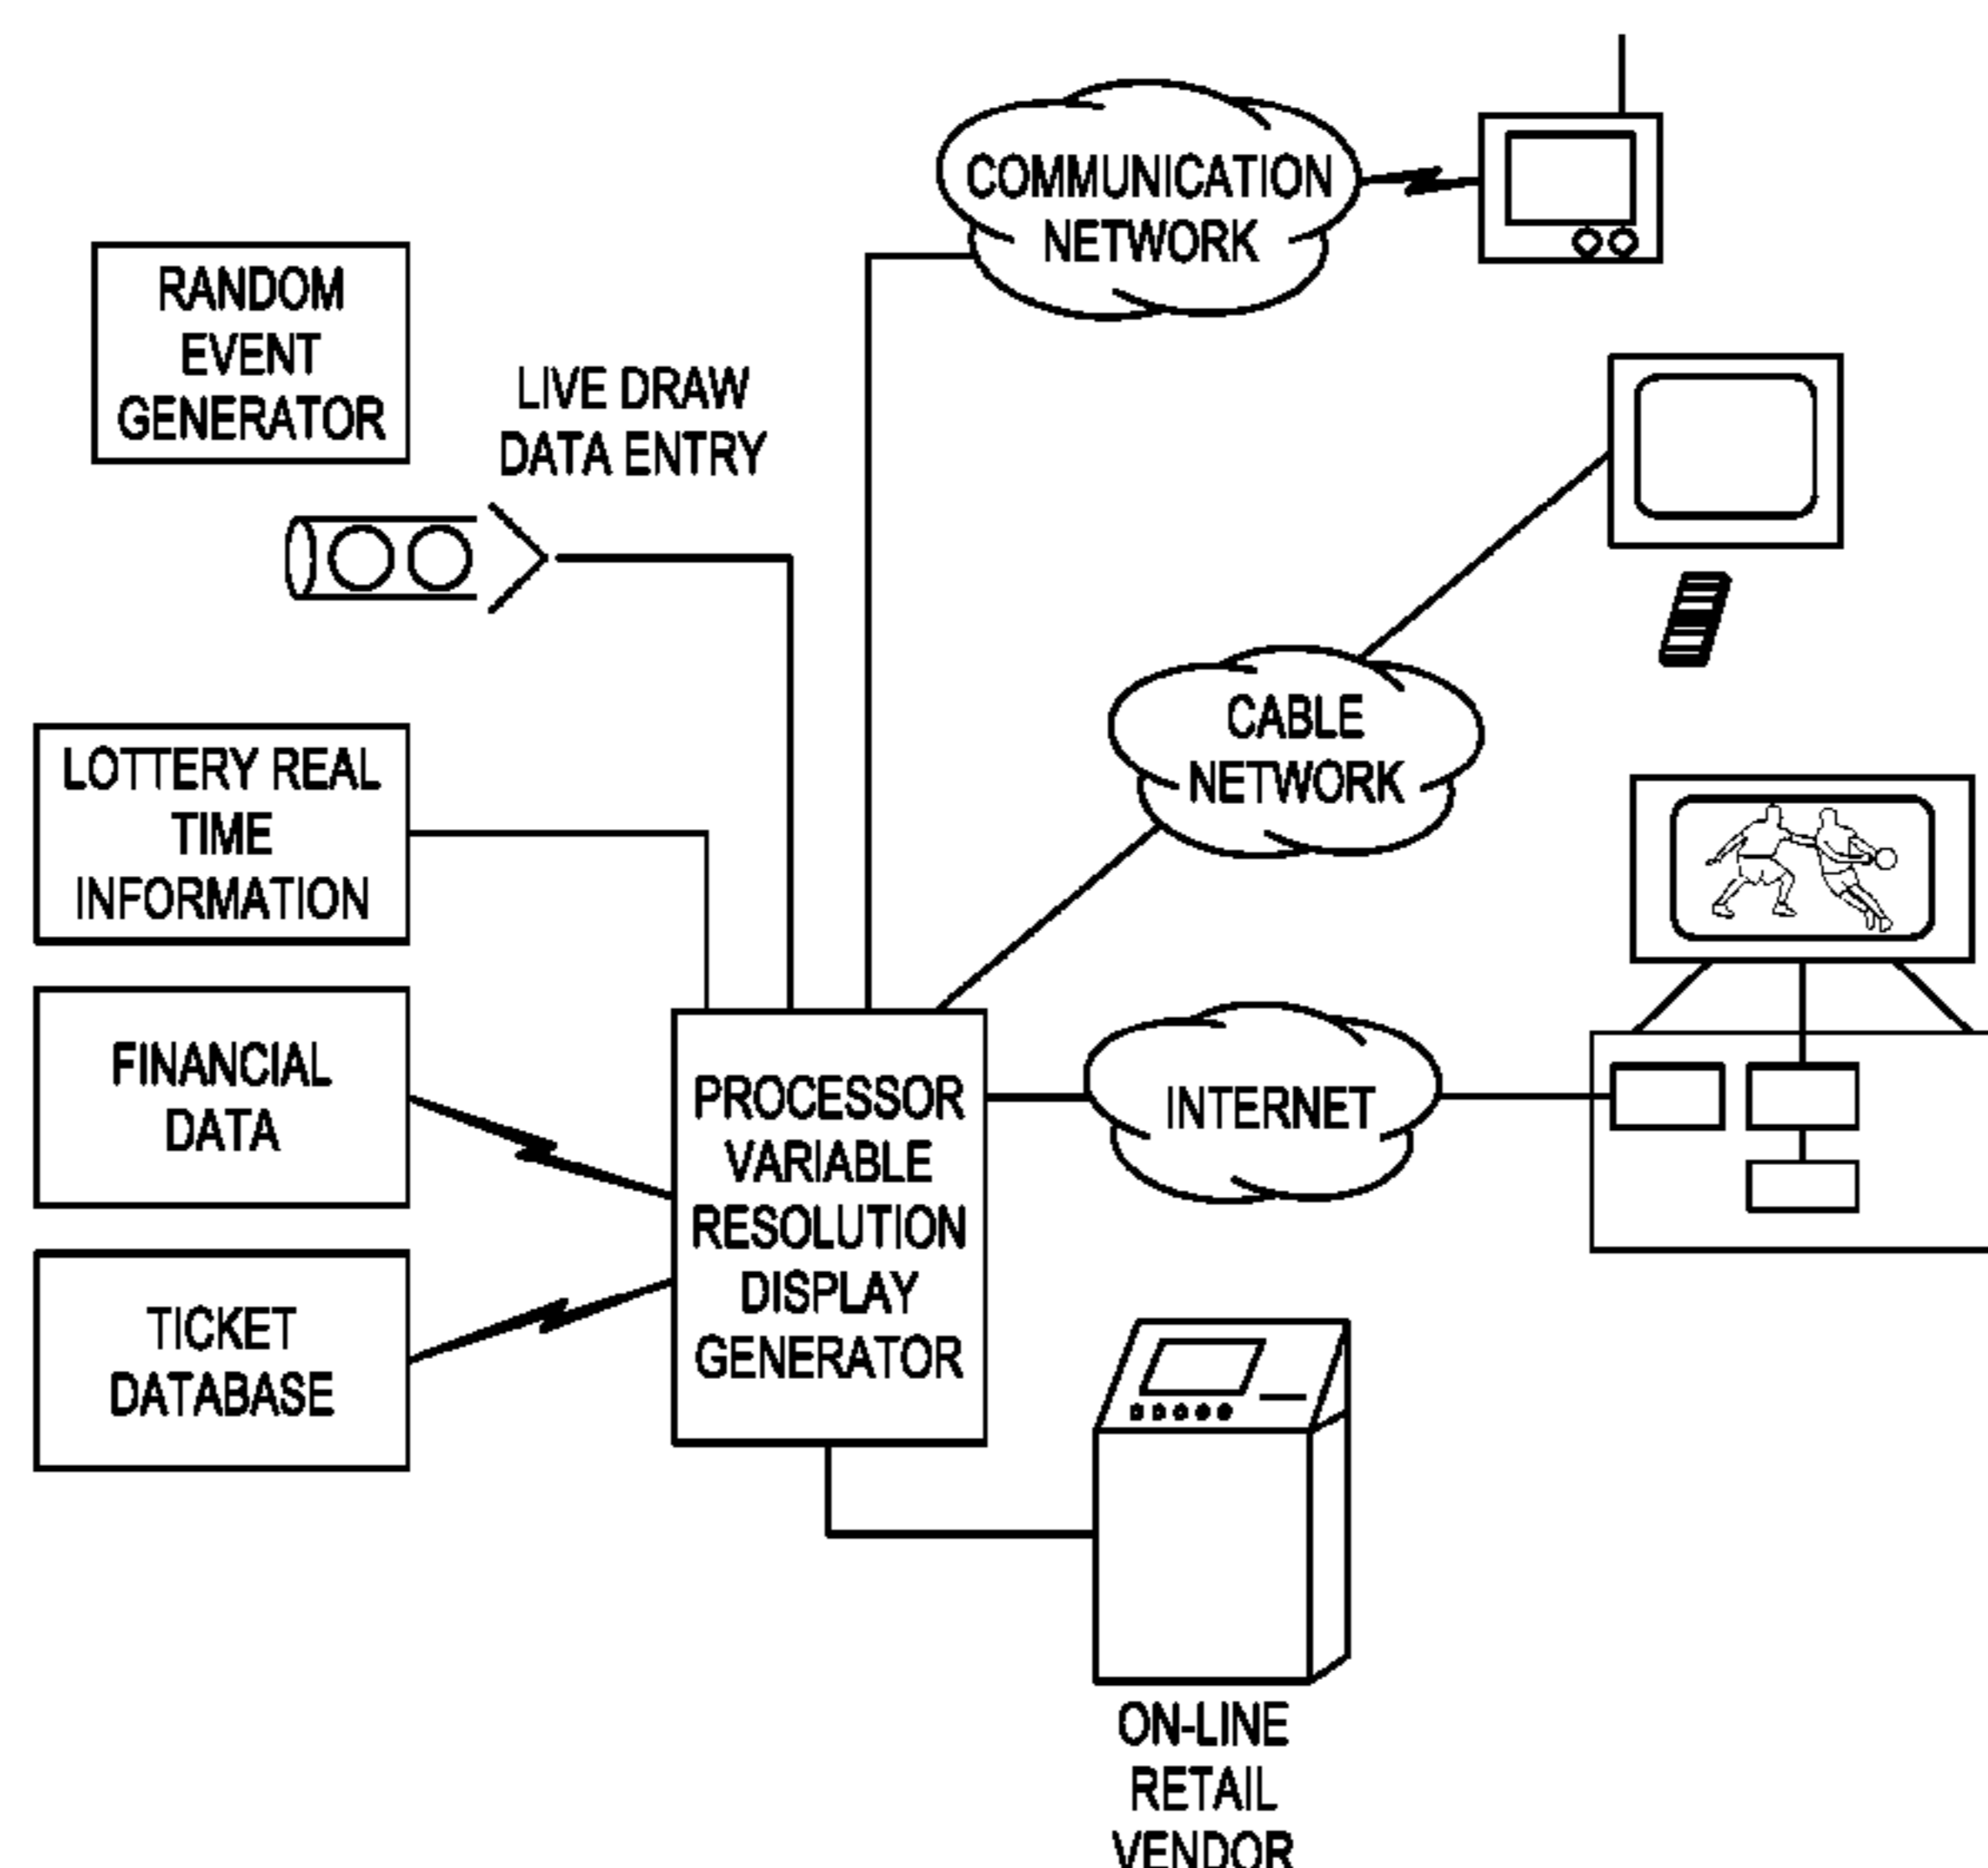 COMMUNICATION
NETWORK
RANDOM
EVENT
GENERATOR
LIVE DRAW
DATA ENTRY
CABLE
NETWORK
LOTTERY REAL
TIME
INFORMATION
FINANCIAL
DATA
PROCESSOR
VARIABLE
RESOLUTION
DISPLAY
GENERATOR
INTERNET
TICKET
DATABASE
ON-LINE
RETAIL
VENDOR